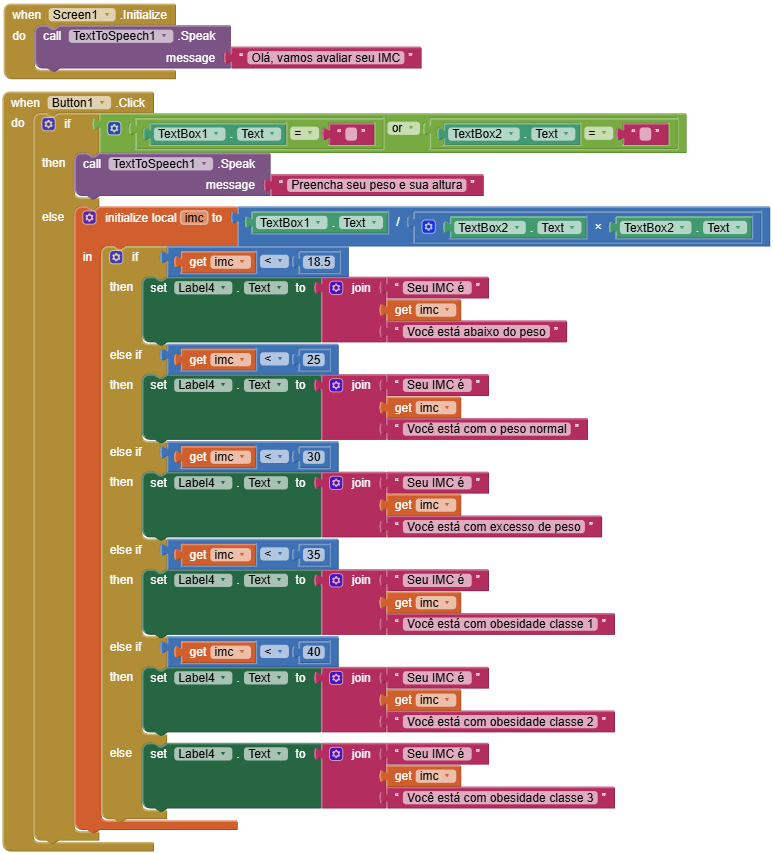 when Screen1 .Initialize
do call TextToSpeech1 .Speak
message “ Olá, vamos avaliar seu IMC ”
when Button1 .Click
do if TextBox1 . Text = “ ” or TextBox2 . Text = “ ”
then call TextToSpeech1 .Speak
message “ Preencha seu peso e sua altura ”
else initialize local imc to TextBox1 . Text / TextBox2 . Text × TextBox2 . Text
in if get imc < 18.5
then set Label4 . Text to join “ Seu IMC é ”
get imc
“ Você está abaixo do peso ”
else if get imc < 25
then set Label4 . Text to join “ Seu IMC é ”
get imc
“ Você está com o peso normal ”
else if get imc < 30
then set Label4 . Text to join “ Seu IMC é ”
get imc
“ Você está com excesso de peso ”
else if get imc < 35
then set Label4 . Text to join “ Seu IMC é ”
get imc
“ Você está com obesidade classe 1 ”
else if get imc < 40
then set Label4 . Text to join “ Seu IMC é ”
get imc
“ Você está com obesidade classe 2 ”
else set Label4 . Text to join “ Seu IMC é ”
get imc
“ Você está com obesidade classe 3 ”